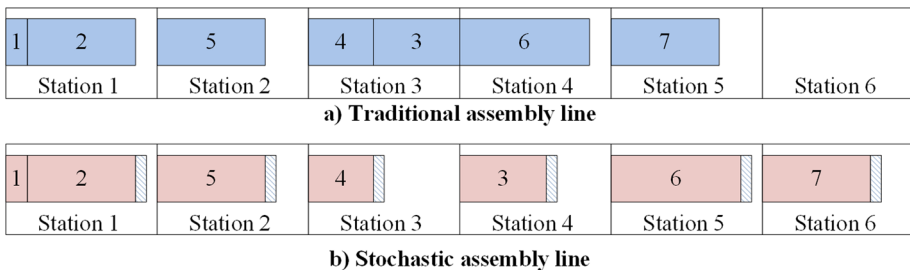 1 2 5 4 3 6 7
Station 1 Station 2 Station 3 Station 4 Station 5 Station 6
a) Traditional assembly line
1 2 5 4 3 6 7
Station 1 Station 2 Station 3 Station 4 Station 5 Station 6
b) Stochastic assembly line